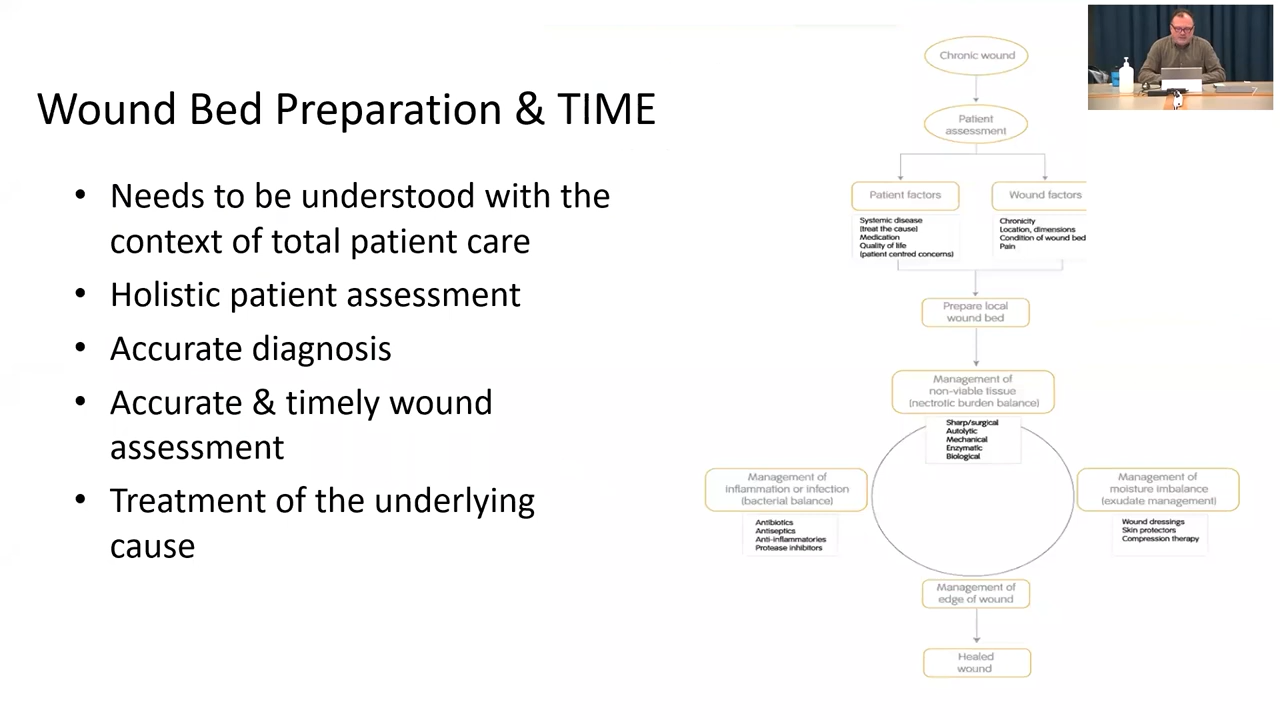 Wound Bed Preparation & TIME
• Needs to be understood with the
context of total patient care
• Holistic patient assessment
• Accurate diagnosis
• Accurate & timely wound
assessment
• Treatment of the underlying
cause
Chronic wound
Patient
assessment
Patient factors
Systemic disease
(treat the cause)
Medication
Quality of life
(patient centred concerns)
Wound factors
Chronicity
Location, dimensions
Condition of wound bed
Pain
Prepare local
wound bed
Management of
non-viable tissue
(nectrotic burden balance)
Sharp/surgical
Autolytic
Mechanical
Enzymatic
Biological
Management of
inflammation or infection
(bacterial balance)
Antibiotics
Antiseptics
Anti-inflammatories
Protease inhibitors
Management of
moisture imbalance
(exudate management)
Wound dressings
Skin protectors
Compression therapy
Management of
edge of wound
Healed
wound